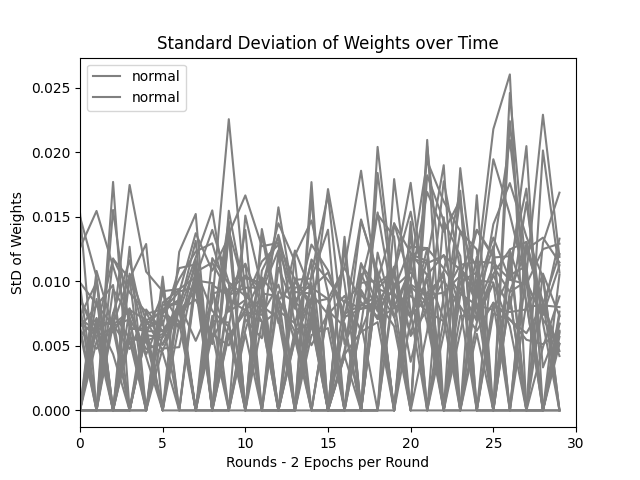 Standard Deviation of Weights over Time
normal
normal
StD of Weights
0.025
0.020
0.015
0.010
0.005
0.000
0 5 10 15 20 25 30
Rounds - 2 Epochs per Round